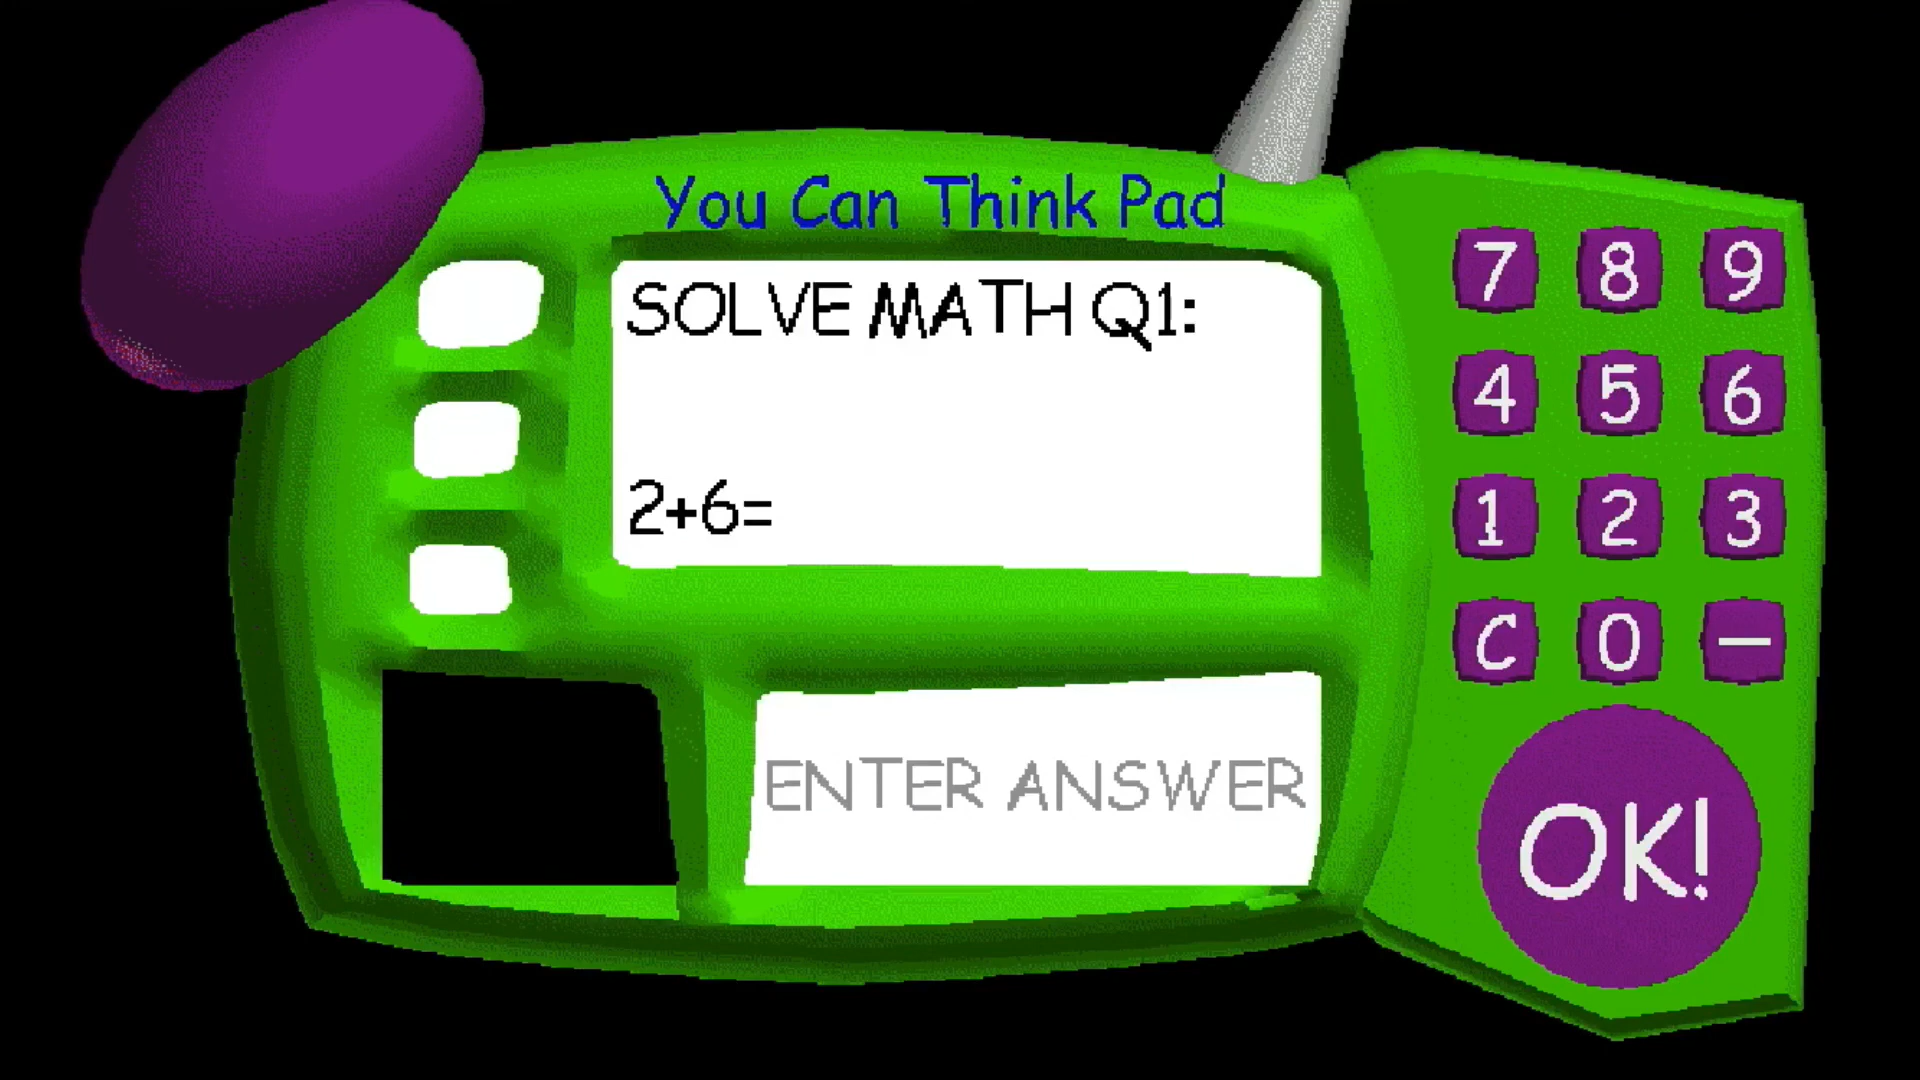 You Can Think Pad
SOLVE MATH Q1:
2+6=
ENTER ANSWER
7 8 9
4 5 6
1 2 3
C 0 −
OK!